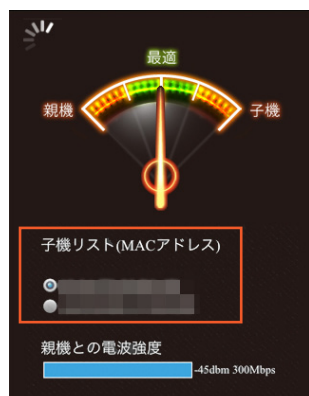 最適
親機
子機
子機リスト(MACアドレス)
親機との電波強度
-45dbm 300Mbps